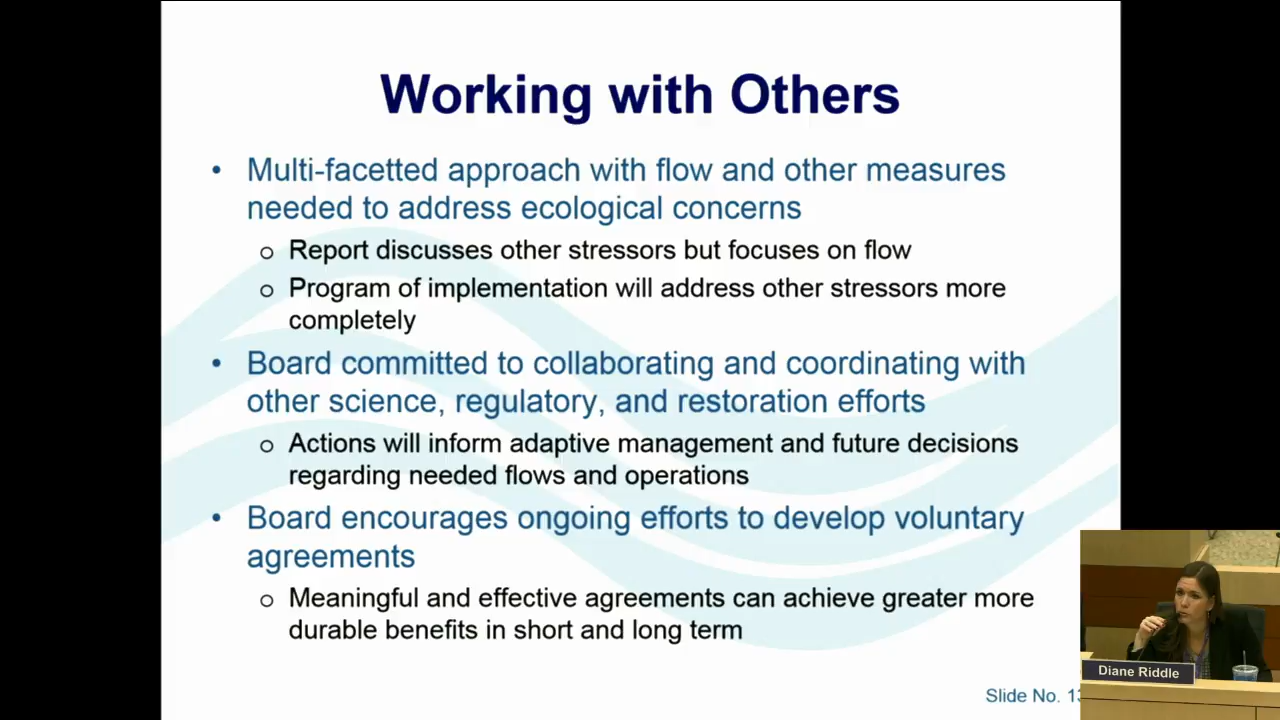 Working with Others
• Multi-facetted approach with flow and other measures
needed to address ecological concerns
o Report discusses other stressors but focuses on flow
o Program of implementation will address other stressors more
completely
• Board committed to collaborating and coordinating with
other science, regulatory, and restoration efforts
o Actions will inform adaptive management and future decisions
regarding needed flows and operations
• Board encourages ongoing efforts to develop voluntary
agreements
o Meaningful and effective agreements can achieve greater more
durable benefits in short and long term
Slide No.
Diane Riddle